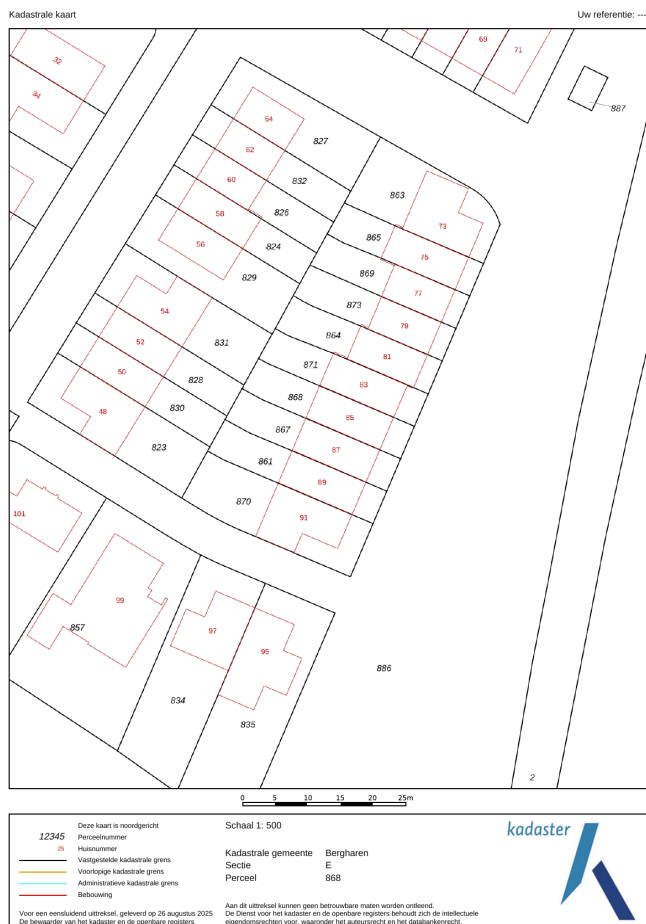 Kadastrale kaart
Uw referentie: ---
32
34
69
71
887
64
827
62
832
60
826
58
824
56
829
863
73
865
75
869
77
873
79
864
81
871
83
868
85
867
87
861
89
870
91
54
831
52
828
50
830
48
823
101
99
857
97
95
834
835
886
2
0 5 10 15 20 25m
Deze kaart is noordgericht
12345 Perceelnummer
25 Huisnummer
Vastgestelde kadastrale grens
Voorlopige kadastrale grens
Administratieve kadastrale grens
Bebouwing
Schaal 1: 500
Kadastrale gemeente Bergharen
Sectie E
Perceel 868
kadaster
Voor een eensluidend uittreksel, geleverd op 26 augustus 2025
De bewaarder van het kadaster en de openbare registers
Aan dit uittreksel kunnen geen betrouwbare maten worden ontleend.
De Dienst voor het kadaster en de openbare registers behoudt zich de intellectuele
eigendomsrechten voor, waaronder het auteursrecht en het databankenrecht.